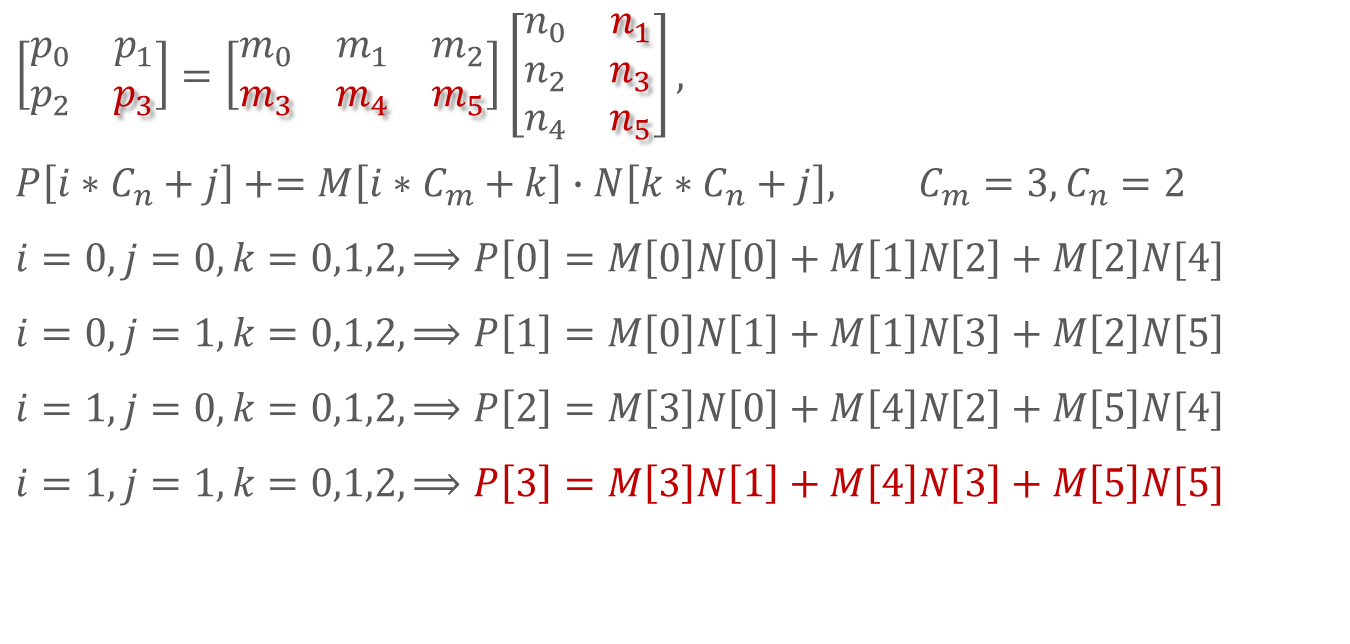 [p₀ p₁; p₂ p₃] = [m₀ m₁ m₂; m₃ m₄ m₅] [n₀ n₁; n₂ n₃; n₄ n₅],
P[i ∗ Cₙ + j] += M[i ∗ Cₘ + k] · N[k ∗ Cₙ + j], Cₘ = 3, Cₙ = 2
i = 0, j = 0, k = 0,1,2, ⟹ P[0] = M[0]N[0] + M[1]N[2] + M[2]N[4]
i = 0, j = 1, k = 0,1,2, ⟹ P[1] = M[0]N[1] + M[1]N[3] + M[2]N[5]
i = 1, j = 0, k = 0,1,2, ⟹ P[2] = M[3]N[0] + M[4]N[2] + M[5]N[4]
i = 1, j = 1, k = 0,1,2, ⟹ P[3] = M[3]N[1] + M[4]N[3] + M[5]N[5]